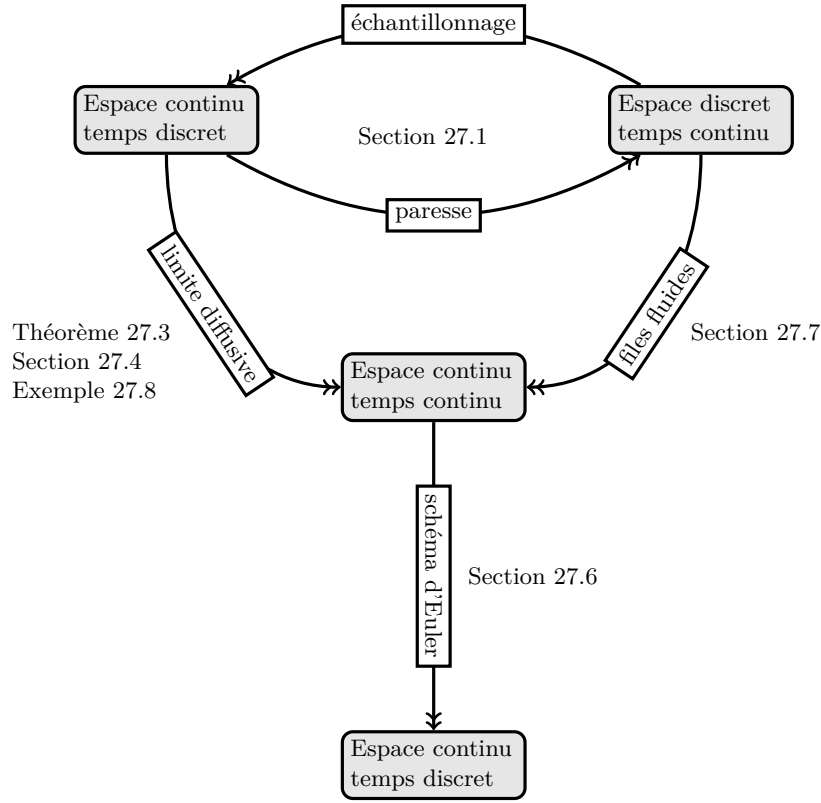 échantillonnage
Espace continu
temps discret
Espace discret
temps continu
Section 27.1
paresse
limite diffusive
files fluides
Théorème 27.3
Section 27.4
Exemple 27.8
Section 27.7
Espace continu
temps continu
schéma d'Euler
Section 27.6
Espace continu
temps discret